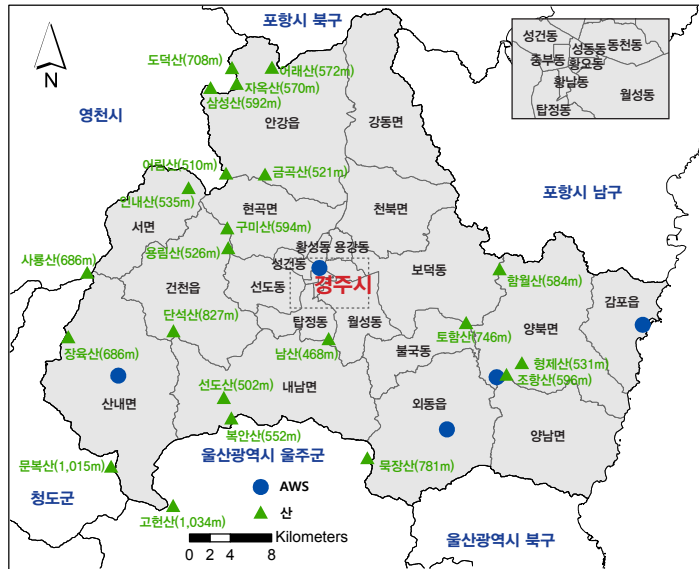 포항시 북구
N
영천시
도덕산(708m)
어래산(572m)
자옥산(570m)
삼성산(592m)
안강읍
강동면
성건동
동천동
성동동
중부동
황오동
황남동
월성동
탑정동
어림산(510m)
금곡산(521m)
인내산(535m)
현곡면
천북면
포항시 남구
서면
구미산(594m)
용림산(526m)
황성동
용강동
보덕동
사룡산(686m)
성건동
건천읍
선도동
경주시
함월산(584m)
감포읍
단석산(827m)
탑정동
월성동
토함산(746m)
양북면
장육산(686m)
남산(468m)
불국동
형제산(531m)
조항산(596m)
산내면
선도산(502m)
내남면
외동읍
복안산(552m)
양남면
문복산(1,015m)
울산광역시 울주군
묵장산(781m)
청도군
AWS
산
고헌산(1,034m)
Kilometers
0 2 4 8
울산광역시 북구